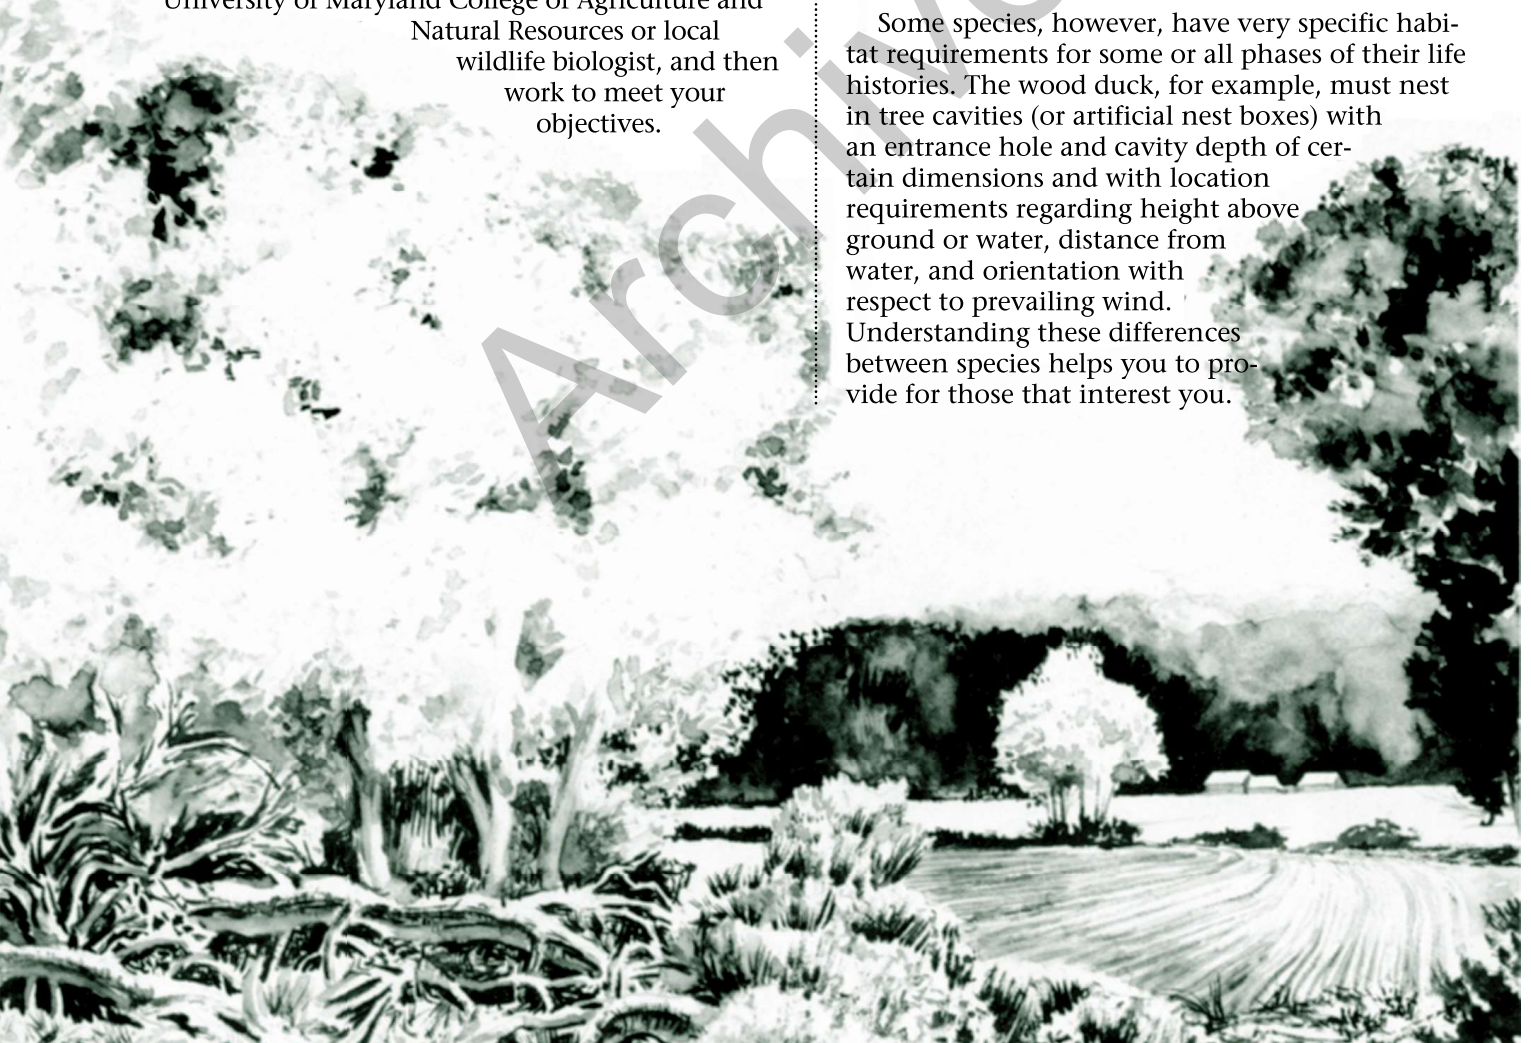 University of Maryland College of Agriculture and
Natural Resources or local
wildlife biologist, and then
work to meet your
objectives.
Some species, however, have very specific habi-
tat requirements for some or all phases of their life
histories. The wood duck, for example, must nest
in tree cavities (or artificial nest boxes) with
an entrance hole and cavity depth of cer-
tain dimensions and with location
requirements regarding height above
ground or water, distance from
water, and orientation with
respect to prevailing wind.
Understanding these differences
between species helps you to pro-
vide for those that interest you.
Archive